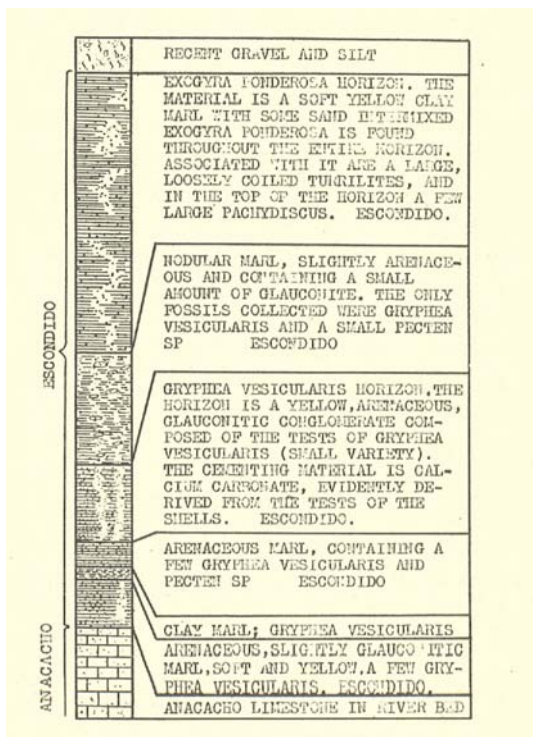 RECENT GRAVEL AND SILT
EXOGYRA PONDEROSA HORIZON. THE
MATERIAL IS A SOFT YELLOW CLAY
MARL WITH SOME SAND INTERMIXED
EXOGYRA PONDEROSA IS FOUND
THROUGHOUT THE ENTIRE HORIZON.
ASSOCIATED WITH IT ARE A LARGE,
LOOSELY COILED TURRILITES, AND
IN THE TOP OF THE HORIZON A FEW
LARGE PACHYDISCUS. ESCONDIDO.
NODULAR MARL, SLIGHTLY ARENACE-
OUS AND CONTAINING A SMALL
AMOUNT OF GLAUCONITE. THE ONLY
FOSSILS COLLECTED WERE GRYPHEA
VESICULARIS AND A SMALL PECTEN
SP ESCONDIDO
GRYPHEA VESICULARIS HORIZON. THE
HORIZON IS A YELLOW, ARENACEOUS,
GLAUCONITIC CONGLOMERATE COM-
POSED OF THE TESTS OF GRYPHEA
VESICULARIS (SMALL VARIETY).
THE CEMENTING MATERIAL IS CAL-
CIUM CARBONATE, EVIDENTLY DE-
RIVED FROM THE TESTS OF THE
SHELLS. ESCONDIDO.
ARENACEOUS MARL, CONTAINING A
FEW GRYPHEA VESICULARIS AND
PECTEN SP ESCONDIDO
CLAY MARL; GRYPHEA VESICULARIS
ARENACEOUS, SLIGHTLY GLAUCONITIC
MARL, SOFT AND YELLOW, A FEW GRY-
PHEA VESICULARIS. ESCONDIDO.
ANACACHO LIMESTONE IN RIVER BED
ESCONDIDO
ANACACHO